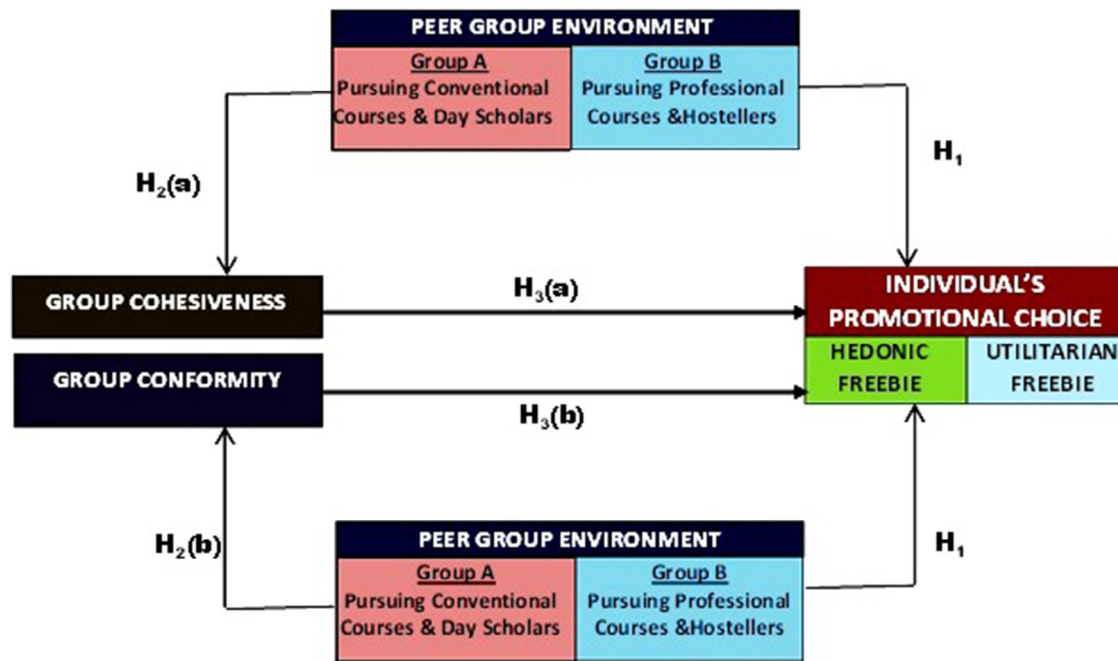 PEER GROUP ENVIRONMENT
Group A
Pursuing Conventional
Courses & Day Scholars
Group B
Pursuing Professional
Courses &Hostellers
H₂(a)
H₁
GROUP COHESIVENESS
H₃(a)
INDIVIDUAL'S
PROMOTIONAL CHOICE
HEDONIC
FREEBIE
UTILITARIAN
FREEBIE
GROUP CONFORMITY
H₃(b)
H₂(b)
H₁
PEER GROUP ENVIRONMENT
Group A
Pursuing Conventional
Courses & Day Scholars
Group B
Pursuing Professional
Courses &Hostellers